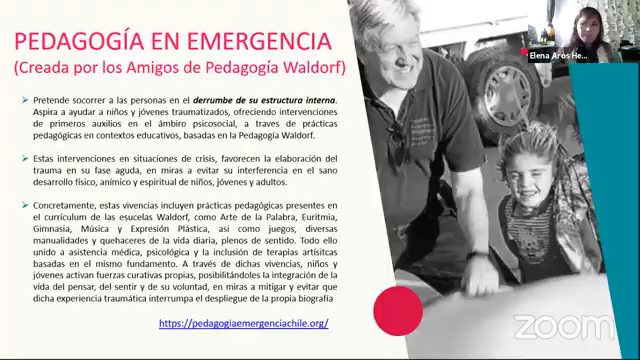 PEDAGOGÍA EN EMERGENCIA
(Creada por los Amigos de Pedagogía Waldorf)
Pretende socorrer a las personas en el derrumbe de su estructura interna.
Aspira a ayudar a niños y jóvenes traumatizados, ofreciendo intervenciones
de primeros auxilios en el ámbiro psicosocial, a traves de prácticas
pedagógicas en contextos educativos, basadas en la Pedagogía Waldorf.
Estas intervenciones en situaciones de crisis, favorecen la elaboración del
trauma en su fase aguda, en miras a evitar su interferencia en el sano
desarrollo físico, anímico y espiritual de niños, jóvenes y adultos.
Concretamente, estas vivencias incluyen prácticas pedagógicas presentes en
el currículum de las esucelas Waldorf, como Arte de la Palabra, Euritmia,
Gimnasia, Música y Expresión Plástica, así como juegos, diversas
manualidades y quehaceres de la vida diaria, plenos de sentido. Todo ello
unido a asistencia médica, psicológica y la inclusión de terapias artísitcas
basadas en el mismo fundamento. A través de dichas vivencias, niños y
jóvenes activan fuerzas curativas propias, posibilitándoles la integración de la
vida del pensar, del sentir y de su voluntad, en miras a mitigar y evitar que
dicha experiencia traumática interrumpa el despliegue de la propia biografía
https://pedagogiaemergenciachile.org/
Elena Aros He...
zoom